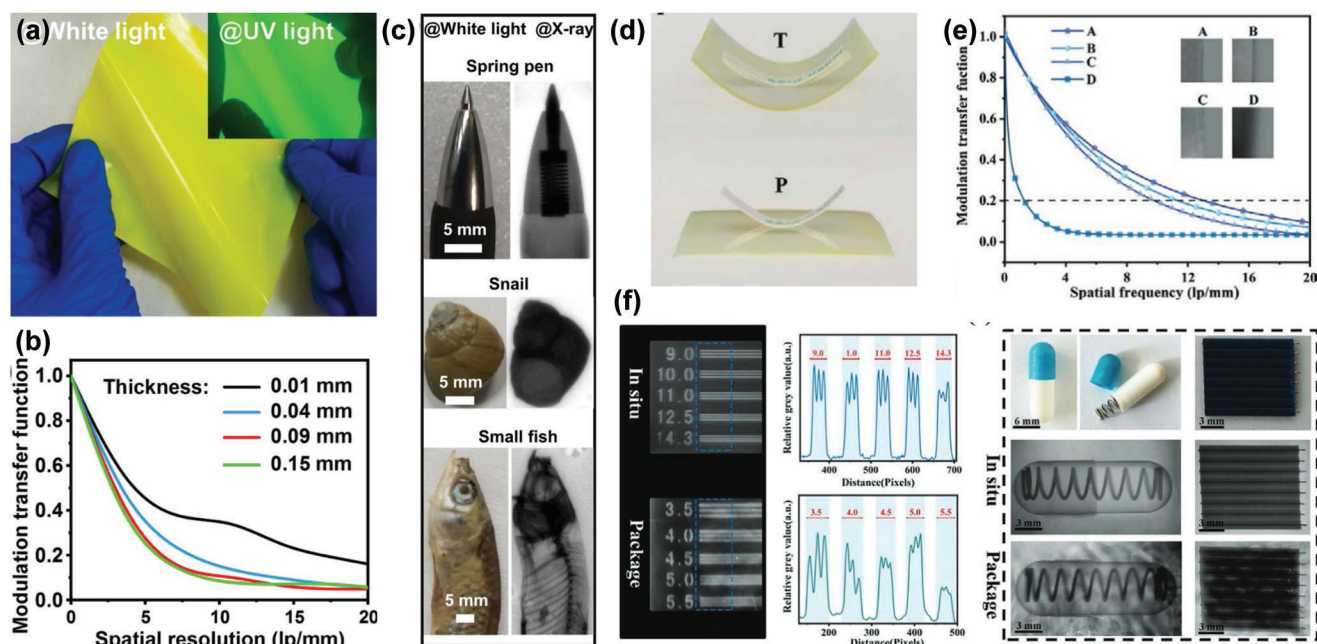 (a)
@White light
@UV light
(b)
Modulation transfer function
1.0
0.8
0.6
0.4
0.2
0.0
Thickness:
0.01 mm
0.04 mm
0.09 mm
0.15 mm
0
5
10
15
20
Spatial resolution (lp/mm)
(c)
@White light @X-ray
Spring pen
5 mm
Snail
5 mm
Small fish
5 mm
(d)
T
P
(e)
Modulation transfer fuction
1.0
0.8
0.6
0.4
0.2
0.0
A
B
C
D
A
B
C
D
0
4
8
12
16
20
Spatial frequency (lp/mm)
(f)
In situ
9.0
10.0
11.0
12.5
14.3
Package
3.5
4.0
4.5
5.0
5.5
Relative grey value(a.u.)
9.0
1.0
11.0
12.5
14.3
400
500
600
700
Distance(Pixels)
Relative grey value(a.u.)
3.5
4.0
4.5
5.0
5.5
200
300
400
500
Distance(Pixels)
6 mm
3 mm
In situ
3 mm
3 mm
Package
3 mm
3 mm